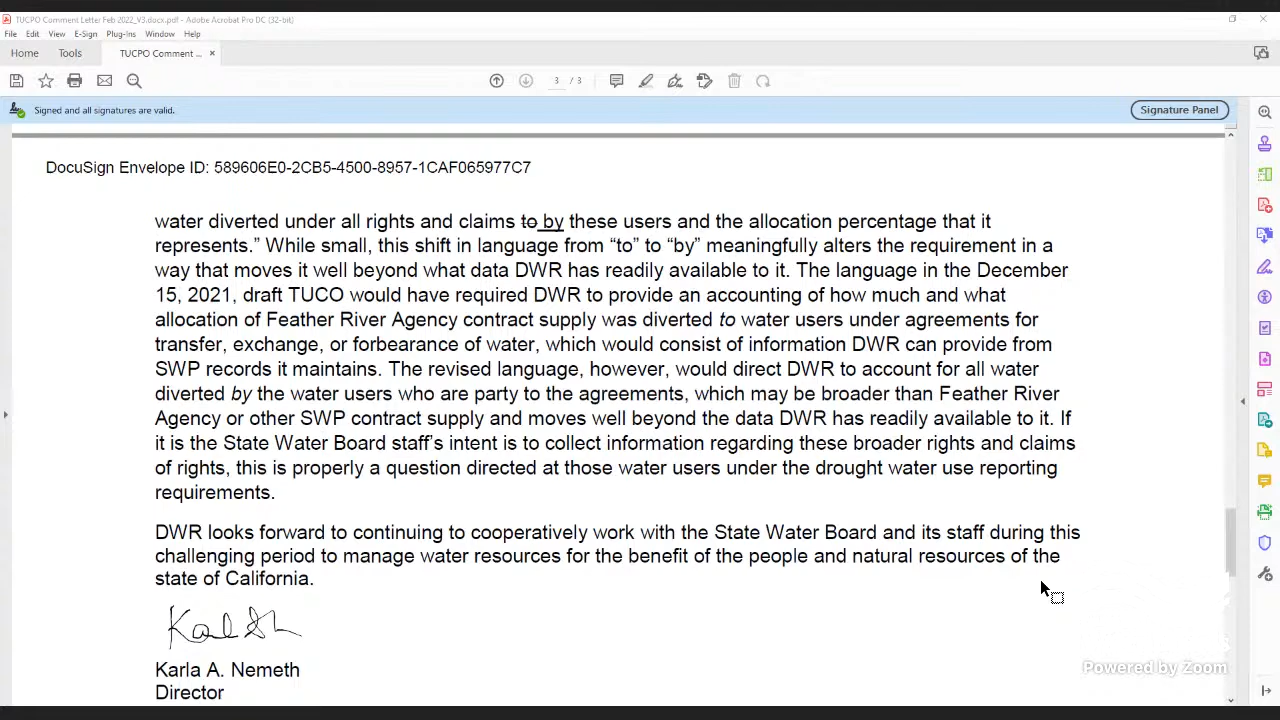 TUCPO Comment Letter Feb 2022_V3.docx.pdf - Adobe Acrobat Pro DC (32-bit)
File Edit View E-Sign Plug-Ins Window Help
Home Tools TUCPO Comment ... ×
3 / 3
Signed and all signatures are valid.
Signature Panel
DocuSign Envelope ID: 589606E0-2CB5-4500-8957-1CAF065977C7
water diverted under all rights and claims to by these users and the allocation percentage that it
represents.” While small, this shift in language from “to” to “by” meaningfully alters the requirement in a
way that moves it well beyond what data DWR has readily available to it. The language in the December
15, 2021, draft TUCO would have required DWR to provide an accounting of how much and what
allocation of Feather River Agency contract supply was diverted to water users under agreements for
transfer, exchange, or forbearance of water, which would consist of information DWR can provide from
SWP records it maintains. The revised language, however, would direct DWR to account for all water
diverted by the water users who are party to the agreements, which may be broader than Feather River
Agency or other SWP contract supply and moves well beyond the data DWR has readily available to it. If
it is the State Water Board staff’s intent is to collect information regarding these broader rights and claims
of rights, this is properly a question directed at those water users under the drought water use reporting
requirements.
DWR looks forward to continuing to cooperatively work with the State Water Board and its staff during this
challenging period to manage water resources for the benefit of the people and natural resources of the
state of California.
Karla A. Nemeth
Director
Powered by Zoom